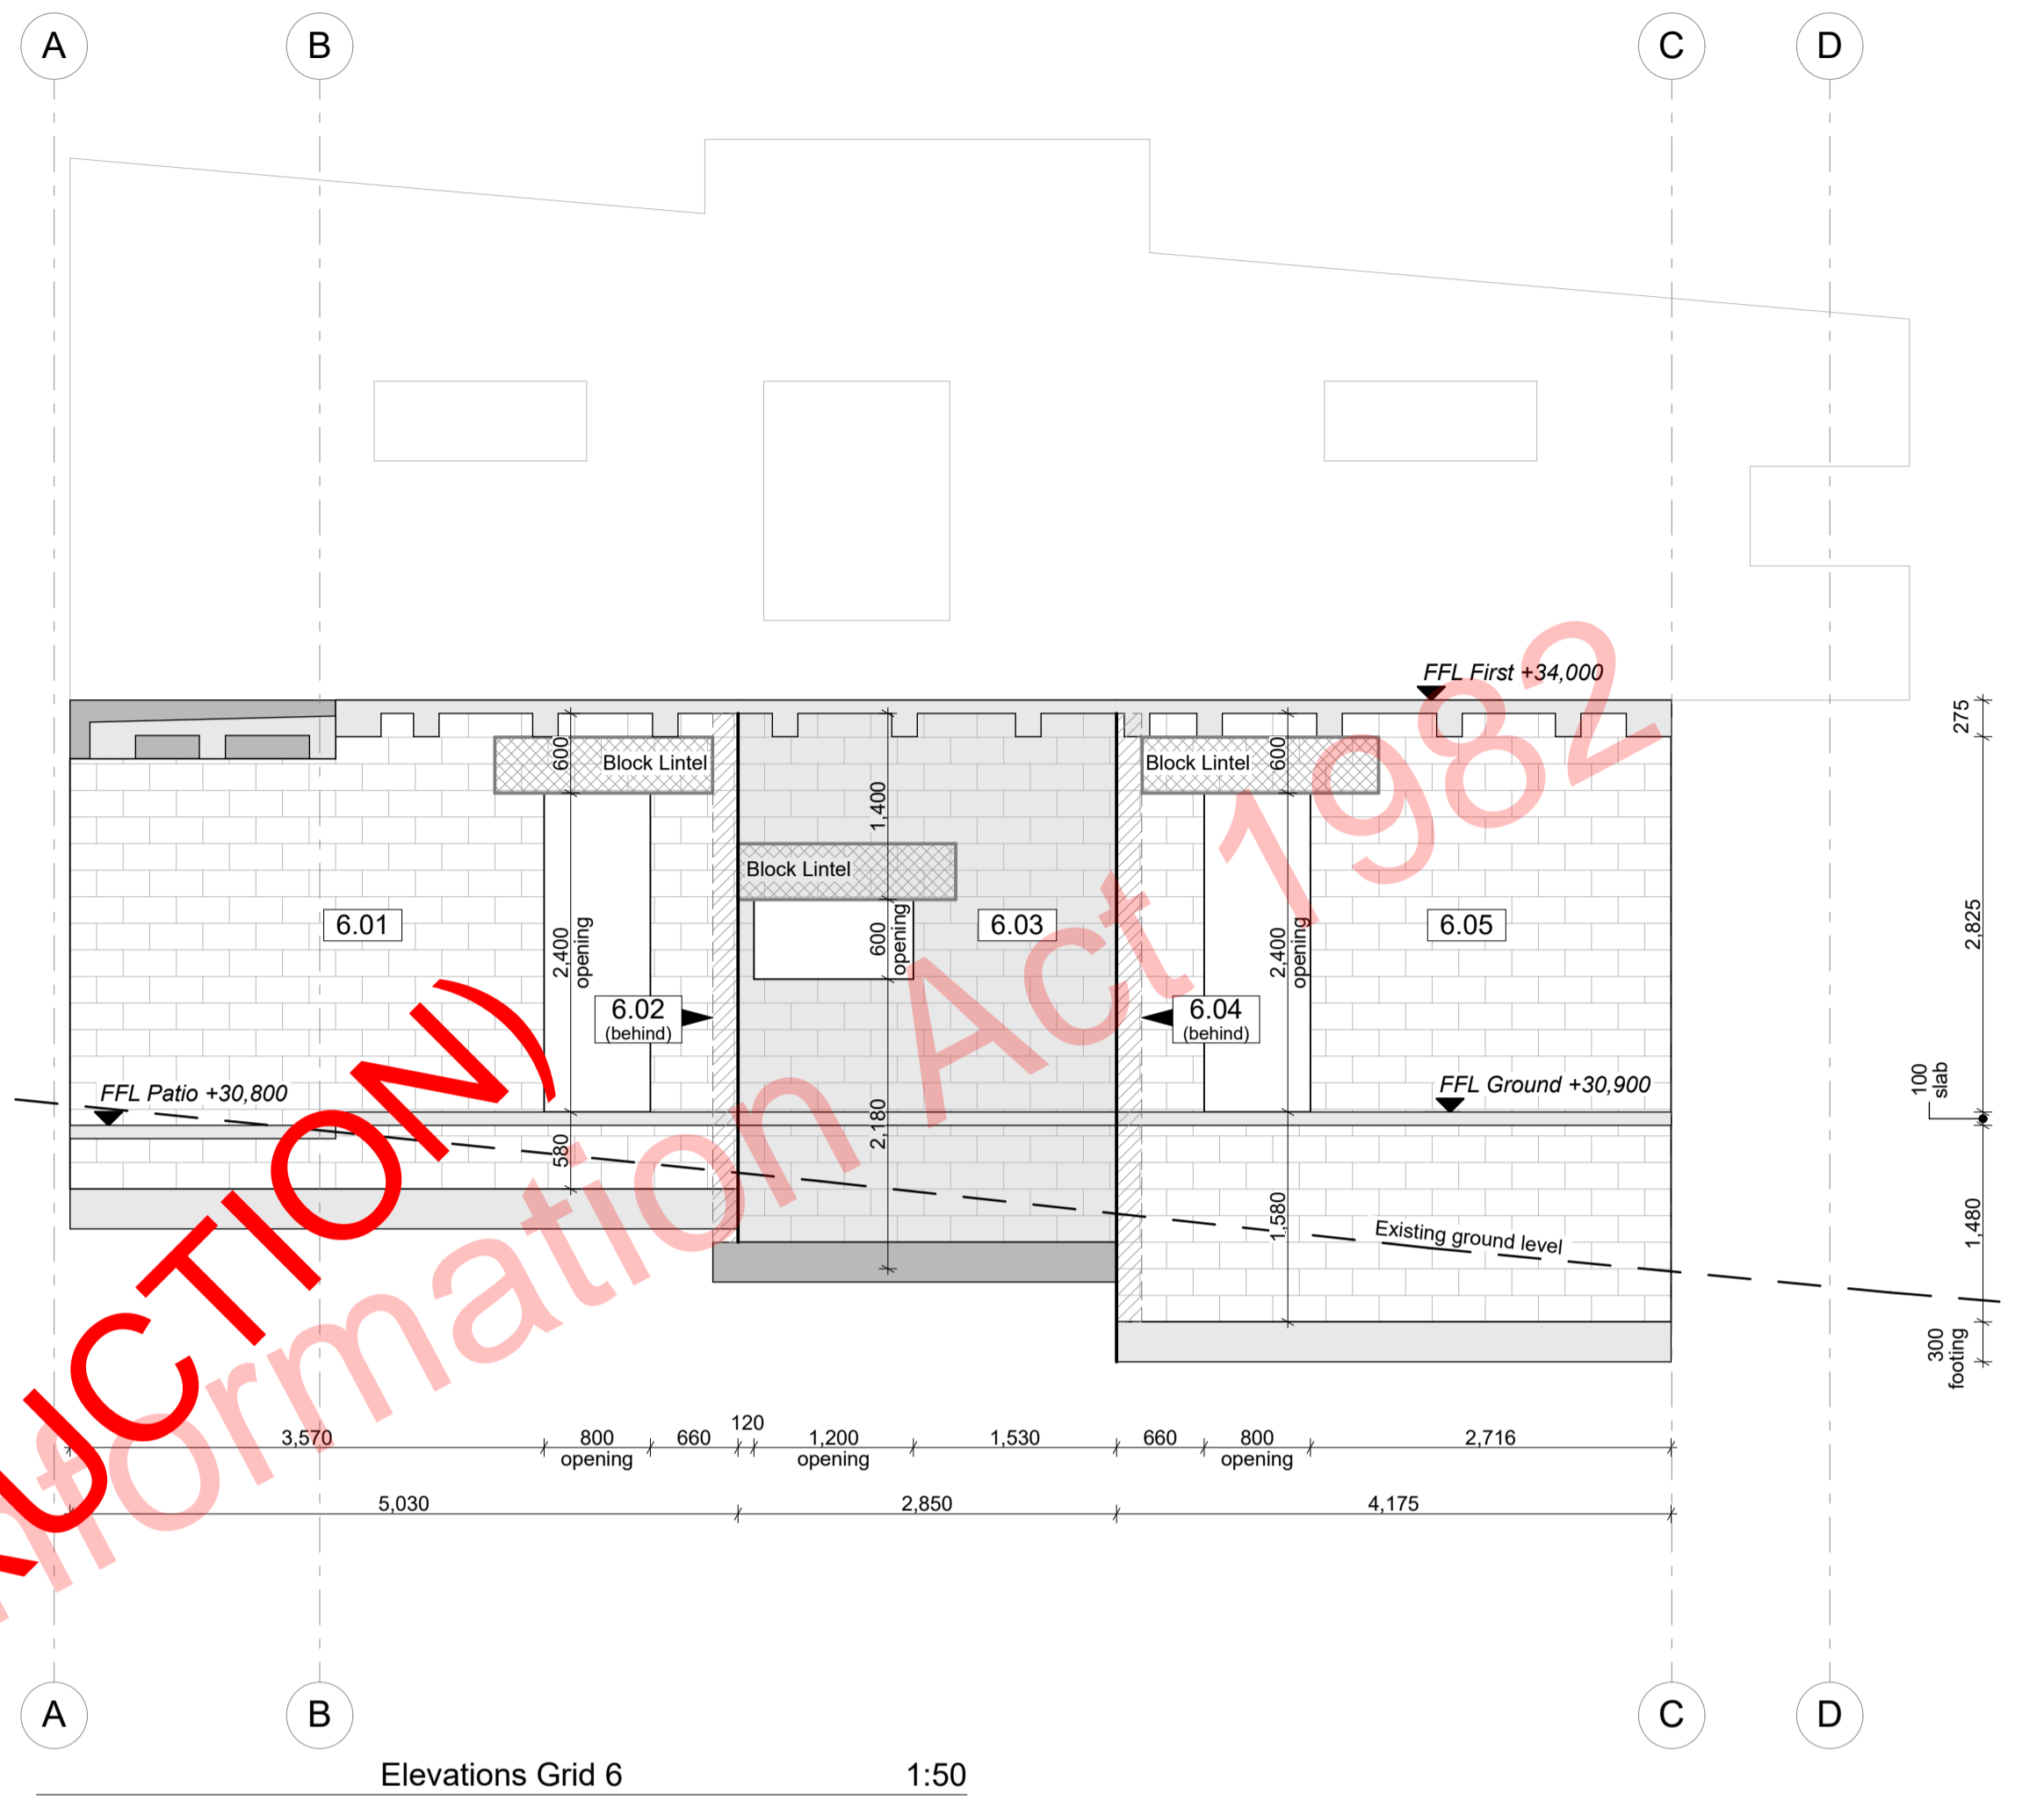 A
B
C
D
FFL First +34,000
275
Block Lintel
600
Block Lintel
600
1,400
Block Lintel
6.01
6.03
6.05
2,400
opening
600
opening
2,400
opening
2,825
6.02
(behind)
6.04
(behind)
FFL Patio +30,800
FFL Ground +30,900
100
slab
580
2,180
1,580
Existing ground level
1,480
300
footing
UCTION)
nformation Act 1982
3,570
800
opening
660
120
1,200
opening
1,530
660
800
opening
2,716
5,030
2,850
4,175
A
B
C
D
Elevations Grid 6
1:50